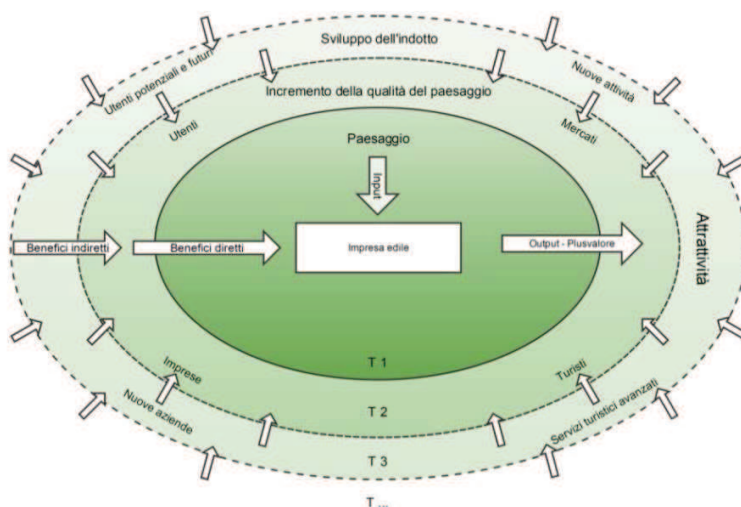 Sviluppo dell'indotto
Utenti potenziali e futuri
Nuove attività
Incremento della qualità del paesaggio
Utenti
Mercati
Paesaggio
Input
Attrattività
Benefici indiretti
Benefici diretti
Impresa edile
Output - Plusvalore
T 1
Imprese
Turisti
Nuove aziende
T 2
Servizi turistici avanzati
T 3
T ...